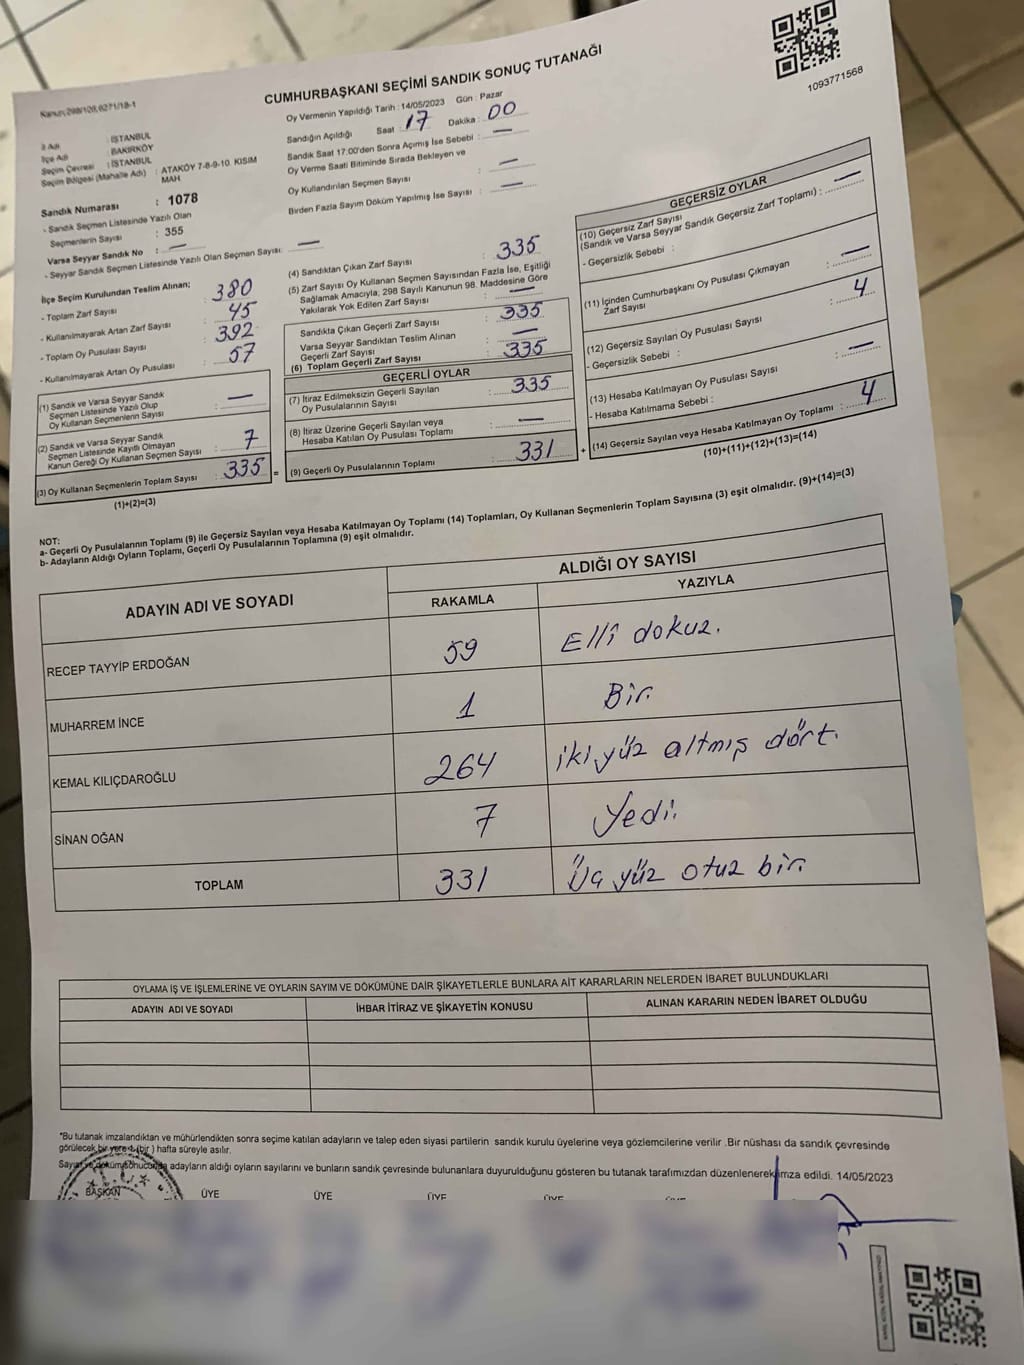 Kanun:298/108,6271/18-1
CUMHURBAŞKANI SEÇİMİ SANDIK SONUÇ TUTANAĞI
1093771568
İl Adı : İSTANBUL
İlçe Adı : BAKIRKÖY
Seçim Çevresi : İSTANBUL
Seçim Bölgesi (Mahalle Adı) : ATAKÖY 7-8-9-10. KISIM MAH.
Sandık Numarası : 1078
- Sandık Seçmen Listesinde Yazılı Olan
Seçmenlerin Sayısı : 355
Varsa Seyyar Sandık No : —
- Seyyar Sandık Seçmen Listesinde Yazılı Olan Seçmen Sayısı: —
İlçe Seçim Kurulundan Teslim Alınan;
- Toplam Zarf Sayısı : 380
- Kullanılmayarak Artan Zarf Sayısı : 45
- Toplam Oy Pusulası Sayısı : 392
- Kullanılmayarak Artan Oy Pusulası : 57
(1) Sandık ve Varsa Seyyar Sandık
Seçmen Listesinde Yazılı Olup
Oy Kullanan Seçmenlerin Sayısı : —
(2) Sandık ve Varsa Seyyar Sandık
Seçmen Listesinde Kayıtlı Olmayan
Kanun Gereği Oy Kullanan Seçmen Sayısı : 7
(3) Oy Kullanan Seçmenlerin Toplam Sayısı : 335 =
(1)+(2)=(3)
Oy Vermenin Yapıldığı Tarih : 14/05/2023 Gün : Pazar
Sandığın Açıldığı Saat : 17 Dakika : 00
Sandık Saat 17:00'den Sonra Açımış İse Sebebi : —
Oy Verme Saati Bitiminde Sırada Bekleyen ve
Oy Kullandırılan Seçmen Sayısı : —
Birden Fazla Sayım Döküm Yapılmış İse Sayısı : —
(4) Sandıktan Çıkan Zarf Sayısı : 335
(5) Zarf Sayısı Oy Kullanan Seçmen Sayısından Fazla İse, Eşitliği
Sağlamak Amacıyla; 298 Sayılı Kanunun 98. Maddesine Göre
Yakılarak Yok Edilen Zarf Sayısı : —
Sandıkta Çıkan Geçerli Zarf Sayısı : 335
Varsa Seyyar Sandıktan Teslim Alınan
Geçerli Zarf Sayısı : —
(6) Toplam Geçerli Zarf Sayısı : 335
GEÇERLİ OYLAR
(7) İtiraz Edilmeksizin Geçerli Sayılan
Oy Pusulalarının Sayısı : 335
(8) İtiraz Üzerine Geçerli Sayılan veya
Hesaba Katılan Oy Pusulası Toplamı : —
(9) Geçerli Oy Pusulalarının Toplamı : 331 +
GEÇERSİZ OYLAR
(10) Geçersiz Zarf Sayısı
(Sandık ve Varsa Seyyar Sandık Geçersiz Zarf Toplamı) : —
- Geçersizlik Sebebi :
(11) İçinden Cumhurbaşkanı Oy Pusulası Çıkmayan
Zarf Sayısı : —
(12) Geçersiz Sayılan Oy Pusulası Sayısı : 4
- Geçersizlik Sebebi :
(13) Hesaba Katılmayan Oy Pusulası Sayısı : —
- Hesaba Katılmama Sebebi :
(14) Geçersiz Sayılan veya Hesaba Katılmayan Oy Toplamı : 4
(10)+(11)+(12)+(13)=(14)
NOT:
a- Geçerli Oy Pusulalarının Toplamı (9) ile Geçersiz Sayılan veya Hesaba Katılmayan Oy Toplamı (14) Toplamları, Oy Kullanan Seçmenlerin Toplam Sayısına (3) eşit olmalıdır. (9)+(14)=(3)
b- Adayların Aldığı Oyların Toplamı, Geçerli Oy Pusulalarının Toplamına (9) eşit olmalıdır.
ADAYIN ADI VE SOYADI
ALDIĞI OY SAYISI
RAKAMLA YAZIYLA
RECEP TAYYİP ERDOĞAN 59 Elli dokuz.
MUHARREM İNCE 1 Bir.
KEMAL KILIÇDAROĞLU 264 iki yüz altmış dört.
SİNAN OĞAN 7 Yedi.
TOPLAM 331 Üç yüz otuz bir.
OYLAMA İŞ VE İŞLEMLERİNE VE OYLARIN SAYIM VE DÖKÜMÜNE DAİR ŞİKAYETLERLE BUNLARA AİT KARARLARIN NELERDEN İBARET BULUNDUKLARI
ADAYIN ADI VE SOYADI İHBAR İTİRAZ VE ŞİKAYETİN KONUSU ALINAN KARARIN NEDEN İBARET OLDUĞU
*Bu tutanak imzalandıktan ve mühürlendikten sonra seçime katılan adayların ve talep eden siyasi partilerin sandık kurulu üyelerine veya gözlemcilerine verilir .Bir nüshası da sandık çevresinde
görülecek bir yere 1 (bir) hafta süreyle asılır.
Sayım ve döküm sonucunda adayların aldığı oyların sayılarını ve bunların sandık çevresinde bulunanlara duyurulduğunu gösteren bu tutanak tarafımızdan düzenlenerek imza edildi. 14/05/2023
BAŞKAN ÜYE ÜYE ÜYE ÜYE ÜYE